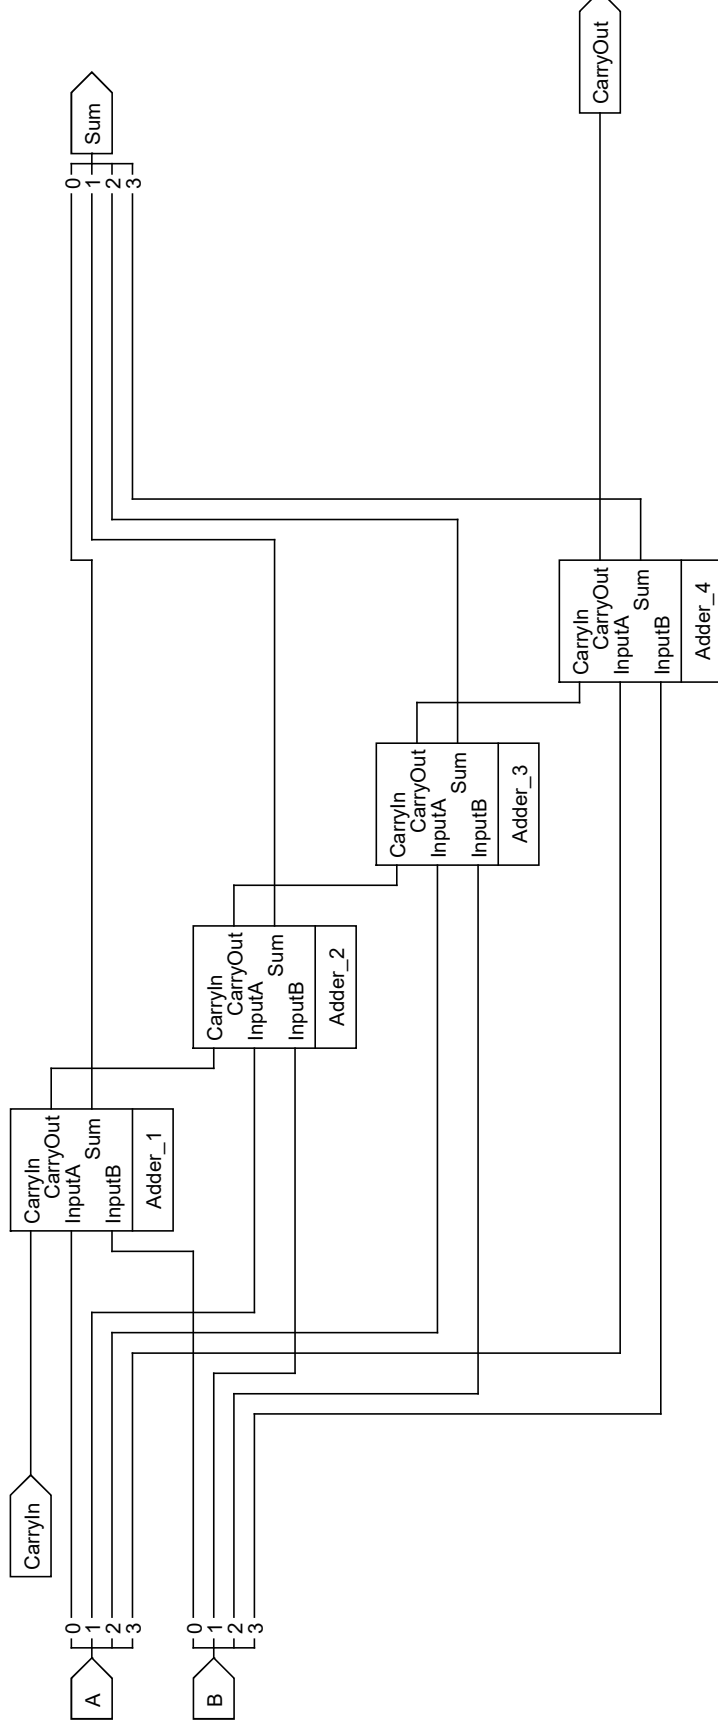 CarryIn
A
0
1
2
3
B
0
1
2
3
CarryIn
CarryOut
InputA
Sum
InputB
Adder_1
CarryIn
CarryOut
InputA
Sum
InputB
Adder_2
CarryIn
CarryOut
InputA
Sum
InputB
Adder_3
CarryIn
CarryOut
InputA
Sum
InputB
Adder_4
0
1
2
3
Sum
CarryOut